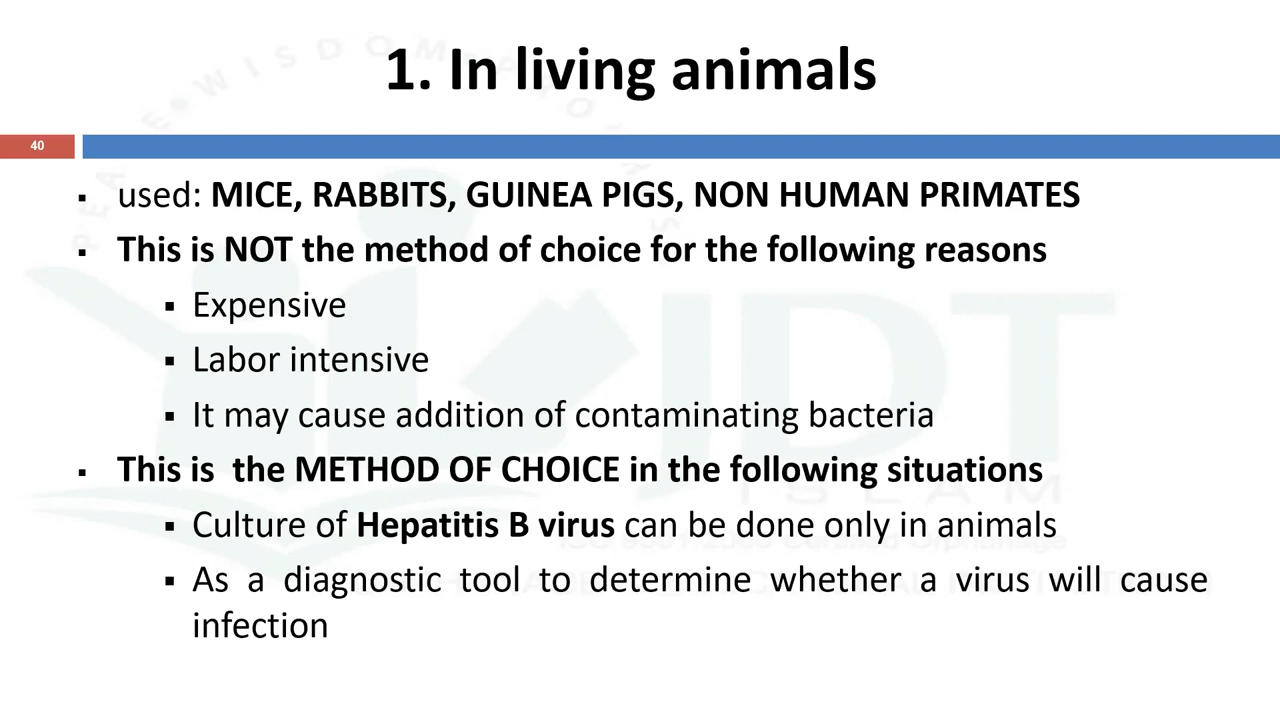 1. In living animals
40
▪ used: MICE, RABBITS, GUINEA PIGS, NON HUMAN PRIMATES
▪ This is NOT the method of choice for the following reasons
▪ Expensive
▪ Labor intensive
▪ It may cause addition of contaminating bacteria
▪ This is  the METHOD OF CHOICE in the following situations
▪ Culture of Hepatitis B virus can be done only in animals
▪ As a diagnostic tool to determine whether a virus will cause
infection
IDT
ISLAM